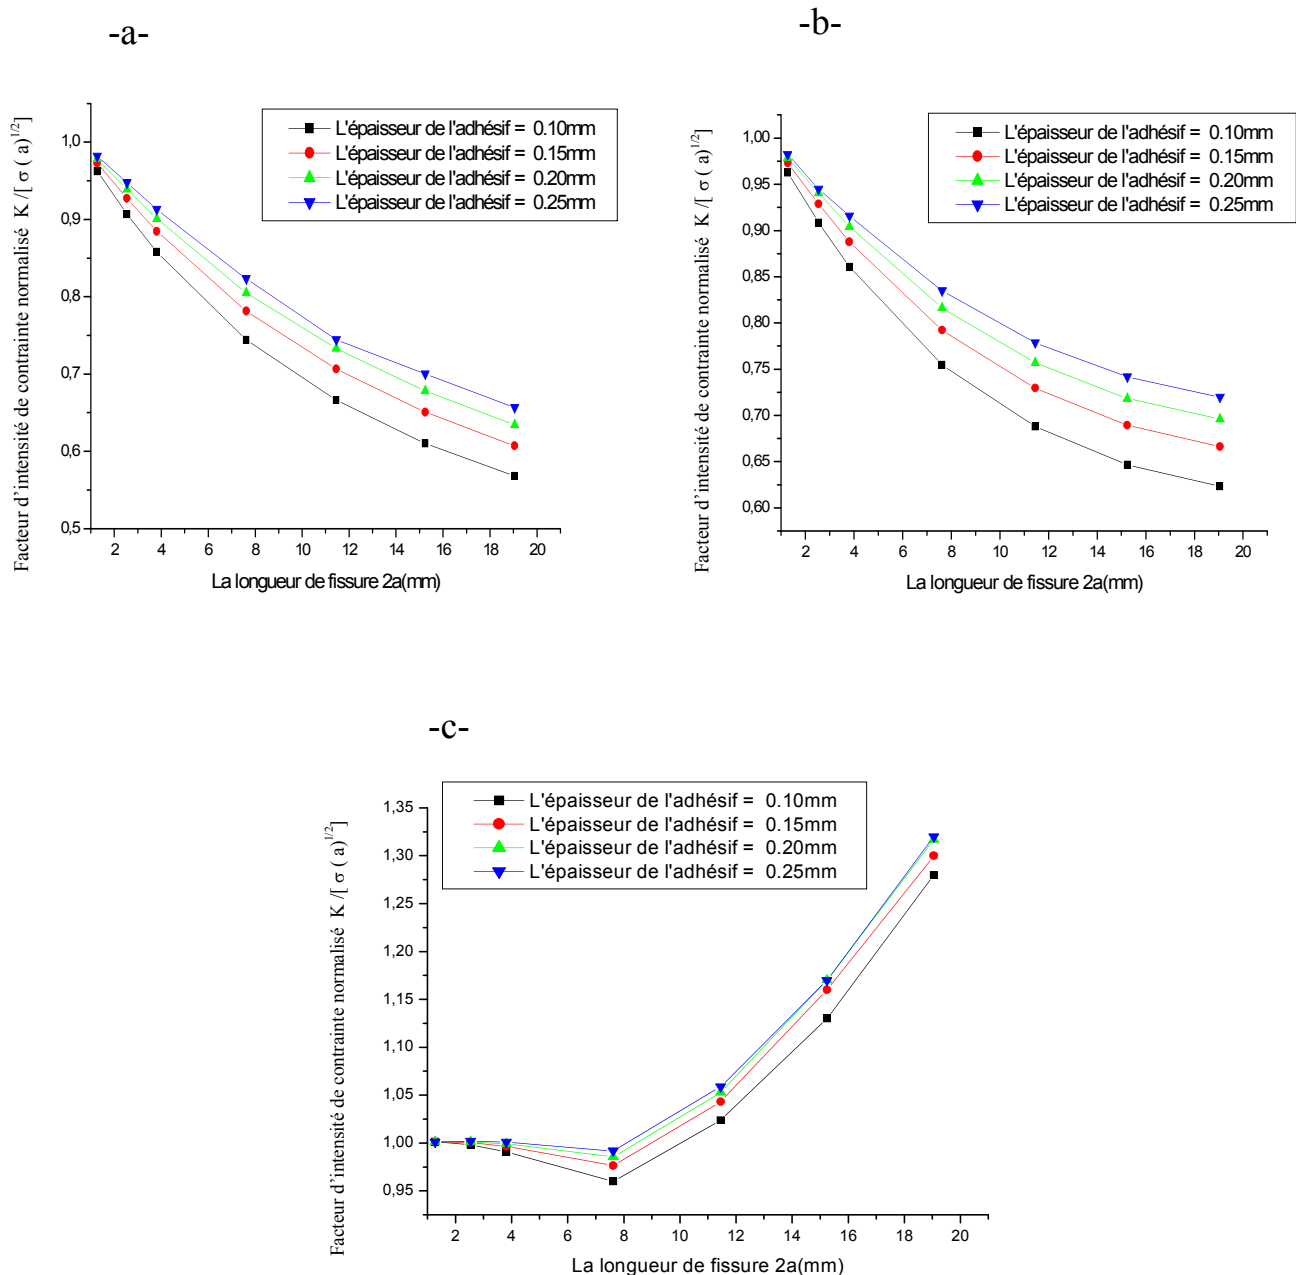 -a-
Facteur d’intensité de contrainte normalisé K /[ σ ( a)^{1/2}]
1,0
0,9
0,8
0,7
0,6
0,5
L'épaisseur de l'adhésif = 0.10mm
L'épaisseur de l'adhésif = 0.15mm
L'épaisseur de l'adhésif = 0.20mm
L'épaisseur de l'adhésif = 0.25mm
2 4 6 8 10 12 14 16 18 20
La longueur de fissure 2a(mm)
-b-
Facteur d’intensité de contrainte normalisé K /[ σ ( a)^{1/2}]
1,00
0,95
0,90
0,85
0,80
0,75
0,70
0,65
0,60
L'épaisseur de l'adhésif = 0.10mm
L'épaisseur de l'adhésif = 0.15mm
L'épaisseur de l'adhésif = 0.20mm
L'épaisseur de l'adhésif = 0.25mm
2 4 6 8 10 12 14 16 18 20
La longueur de fissure 2a(mm)
-c-
Facteur d’intensité de contrainte normalisé K /[ σ ( a)^{1/2}]
1,35
1,30
1,25
1,20
1,15
1,10
1,05
1,00
0,95
L'épaisseur de l'adhésif = 0.10mm
L'épaisseur de l'adhésif = 0.15mm
L'épaisseur de l'adhésif = 0.20mm
L'épaisseur de l'adhésif = 0.25mm
2 4 6 8 10 12 14 16 18 20
La longueur de fissure 2a(mm)